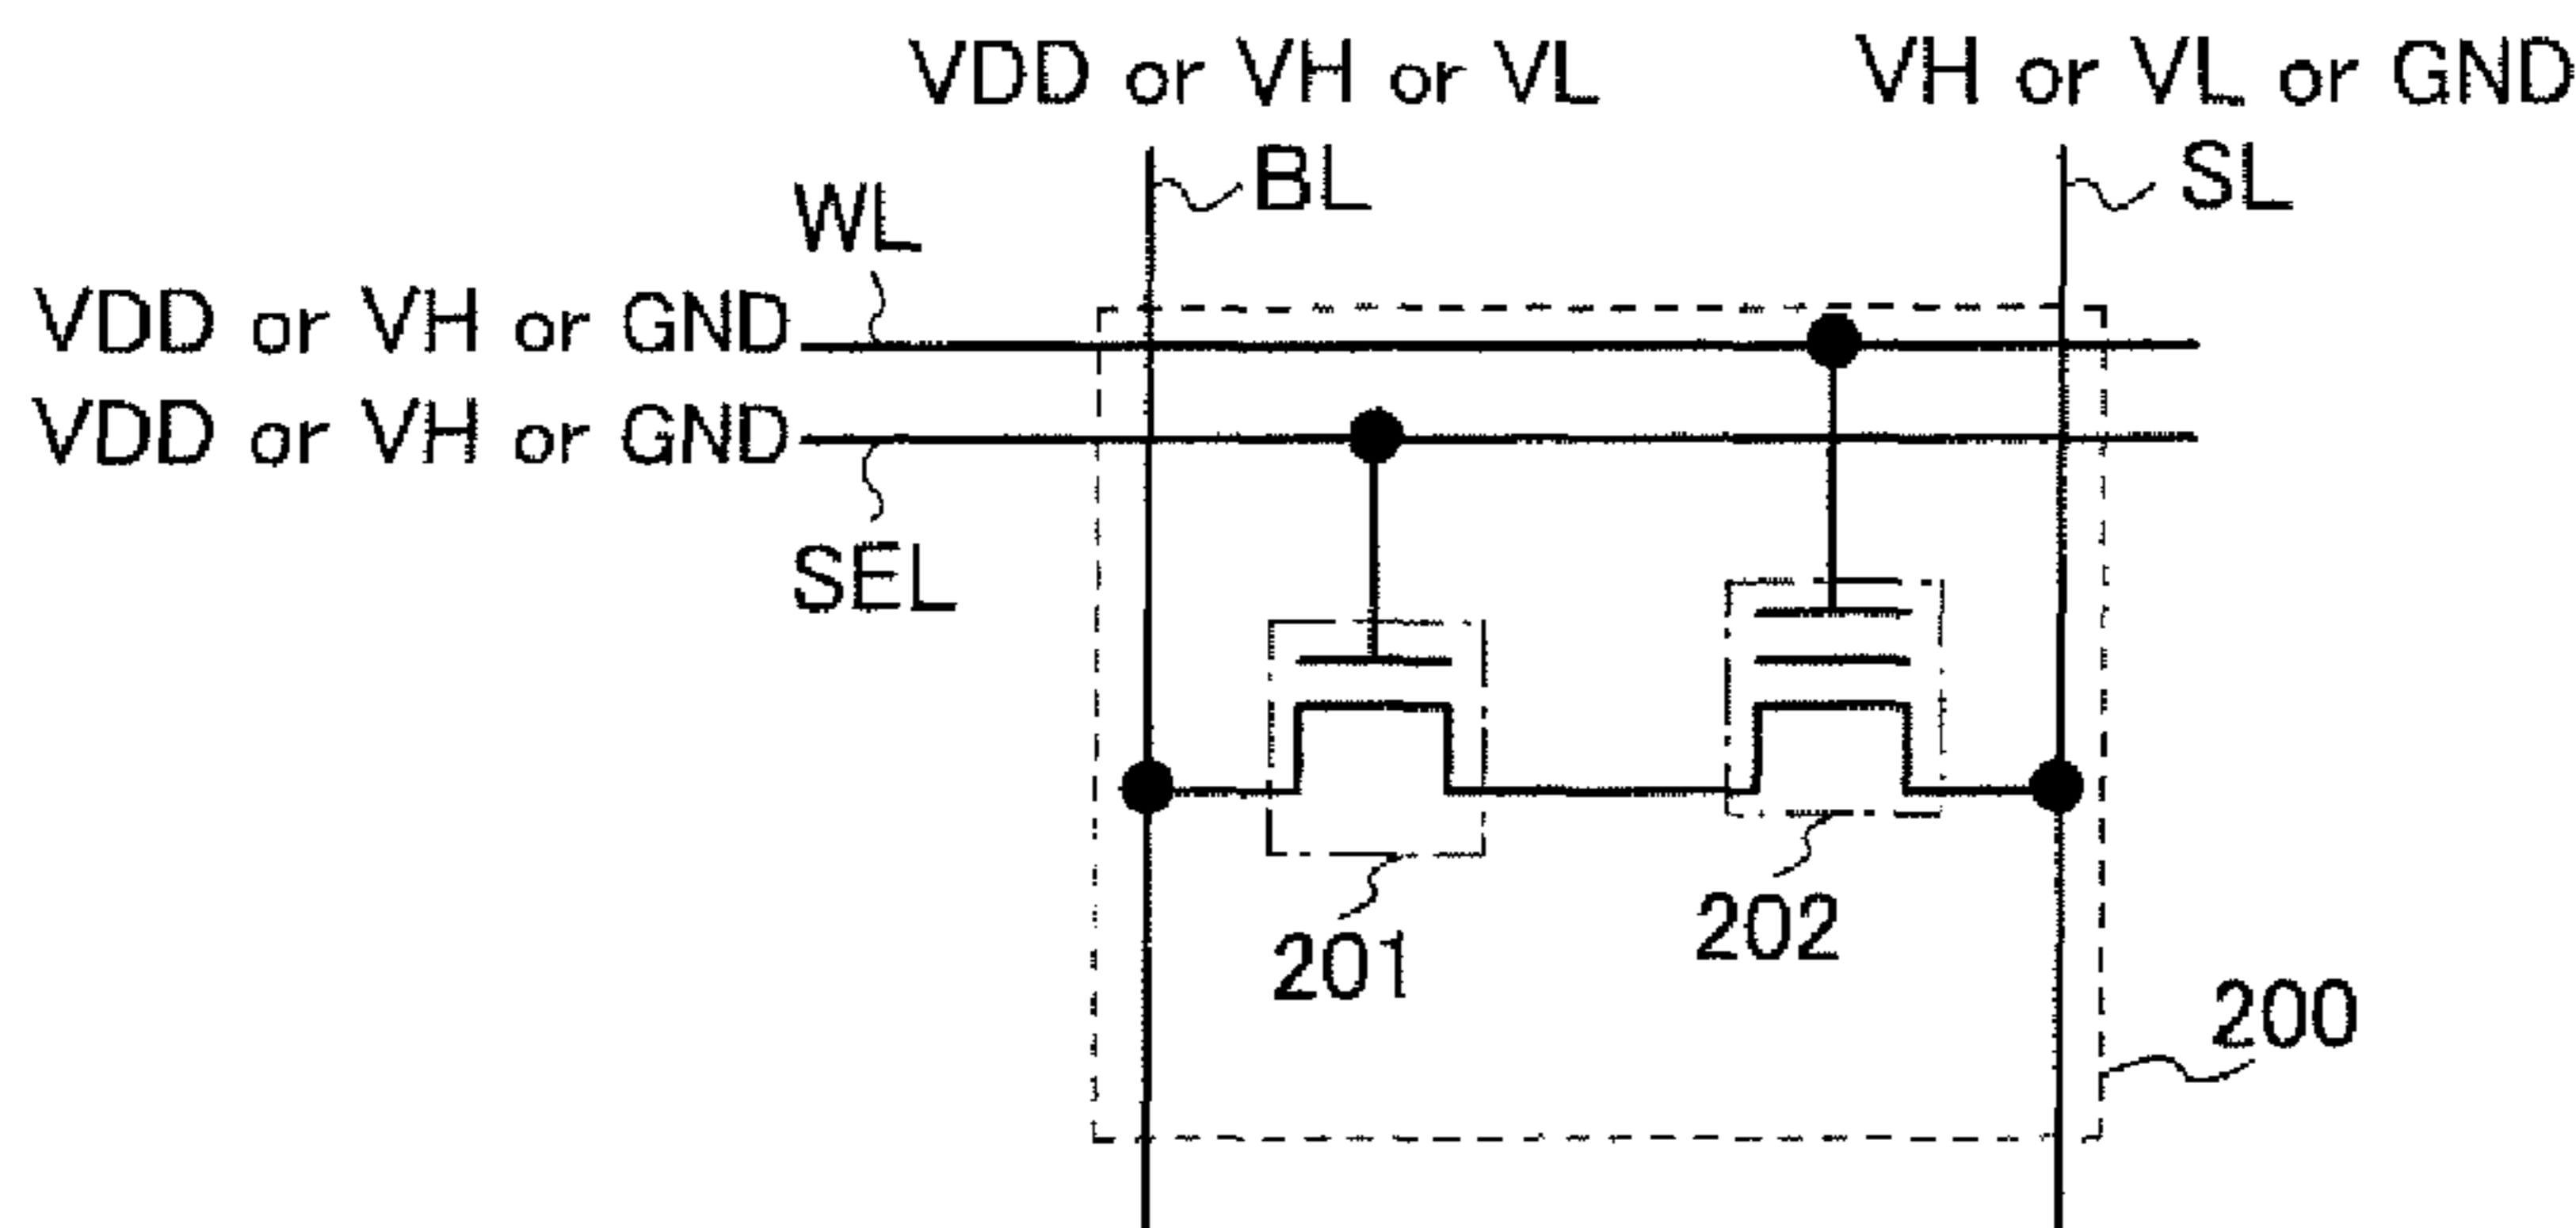 VDD or VH or VL
VH or VL or GND
BL
SL
WL
VDD or VH or GND
VDD or VH or GND
SEL
202
201
200